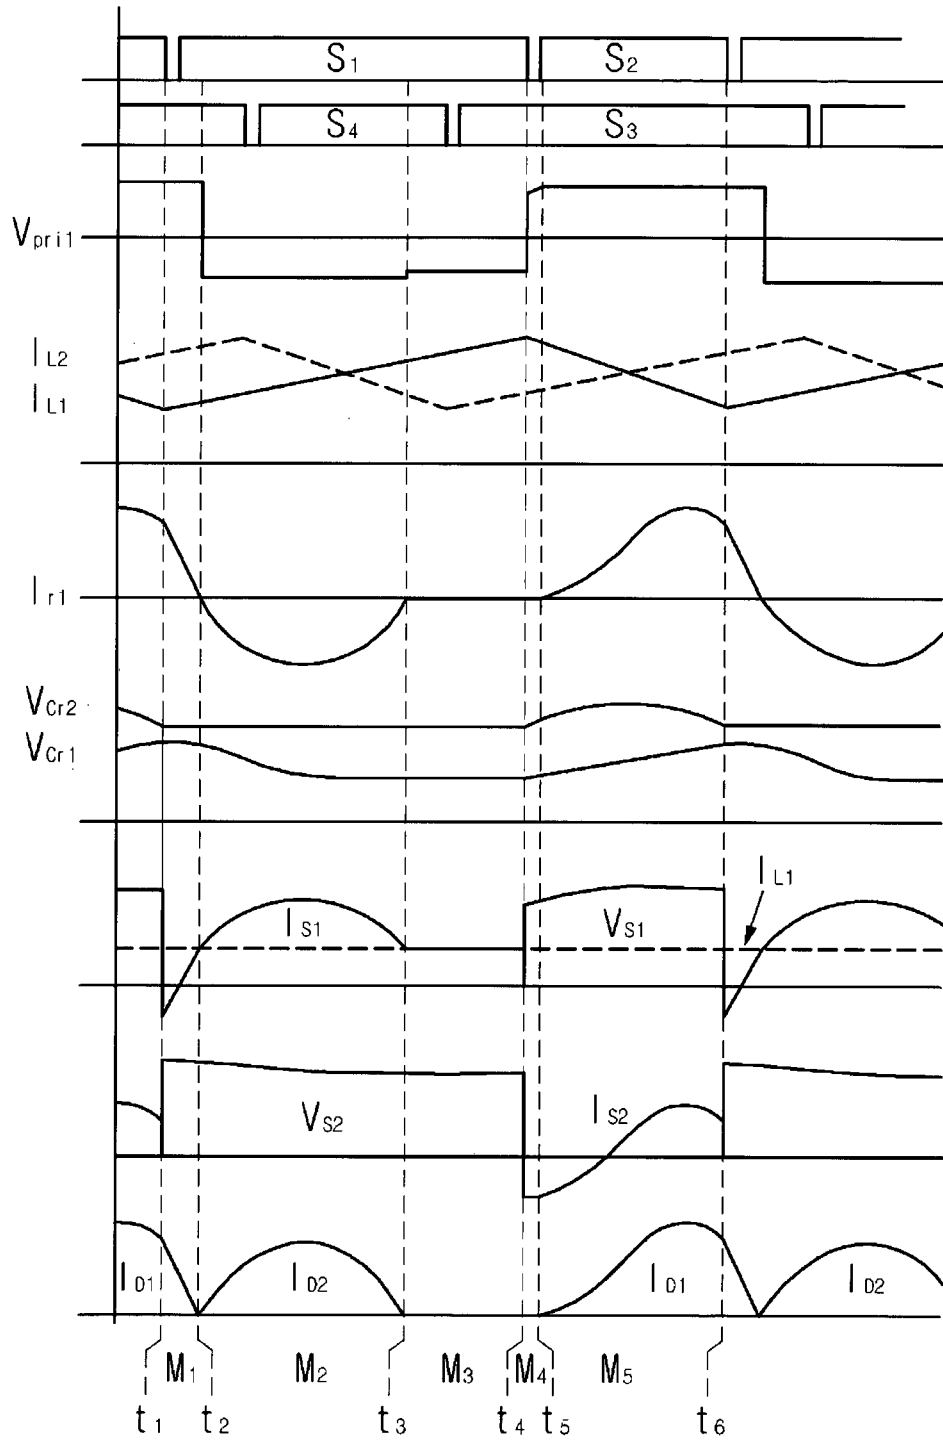 S1 S2
S4 S3
Vpri1
IL2
IL1
Ir1
VCr2
VCr1
IL1
IS1 VS1
VS2 IS2
ID1 ID2 ID1 ID2
M1 M2 M3 M4 M5
t1 t2 t3 t4 t5 t6